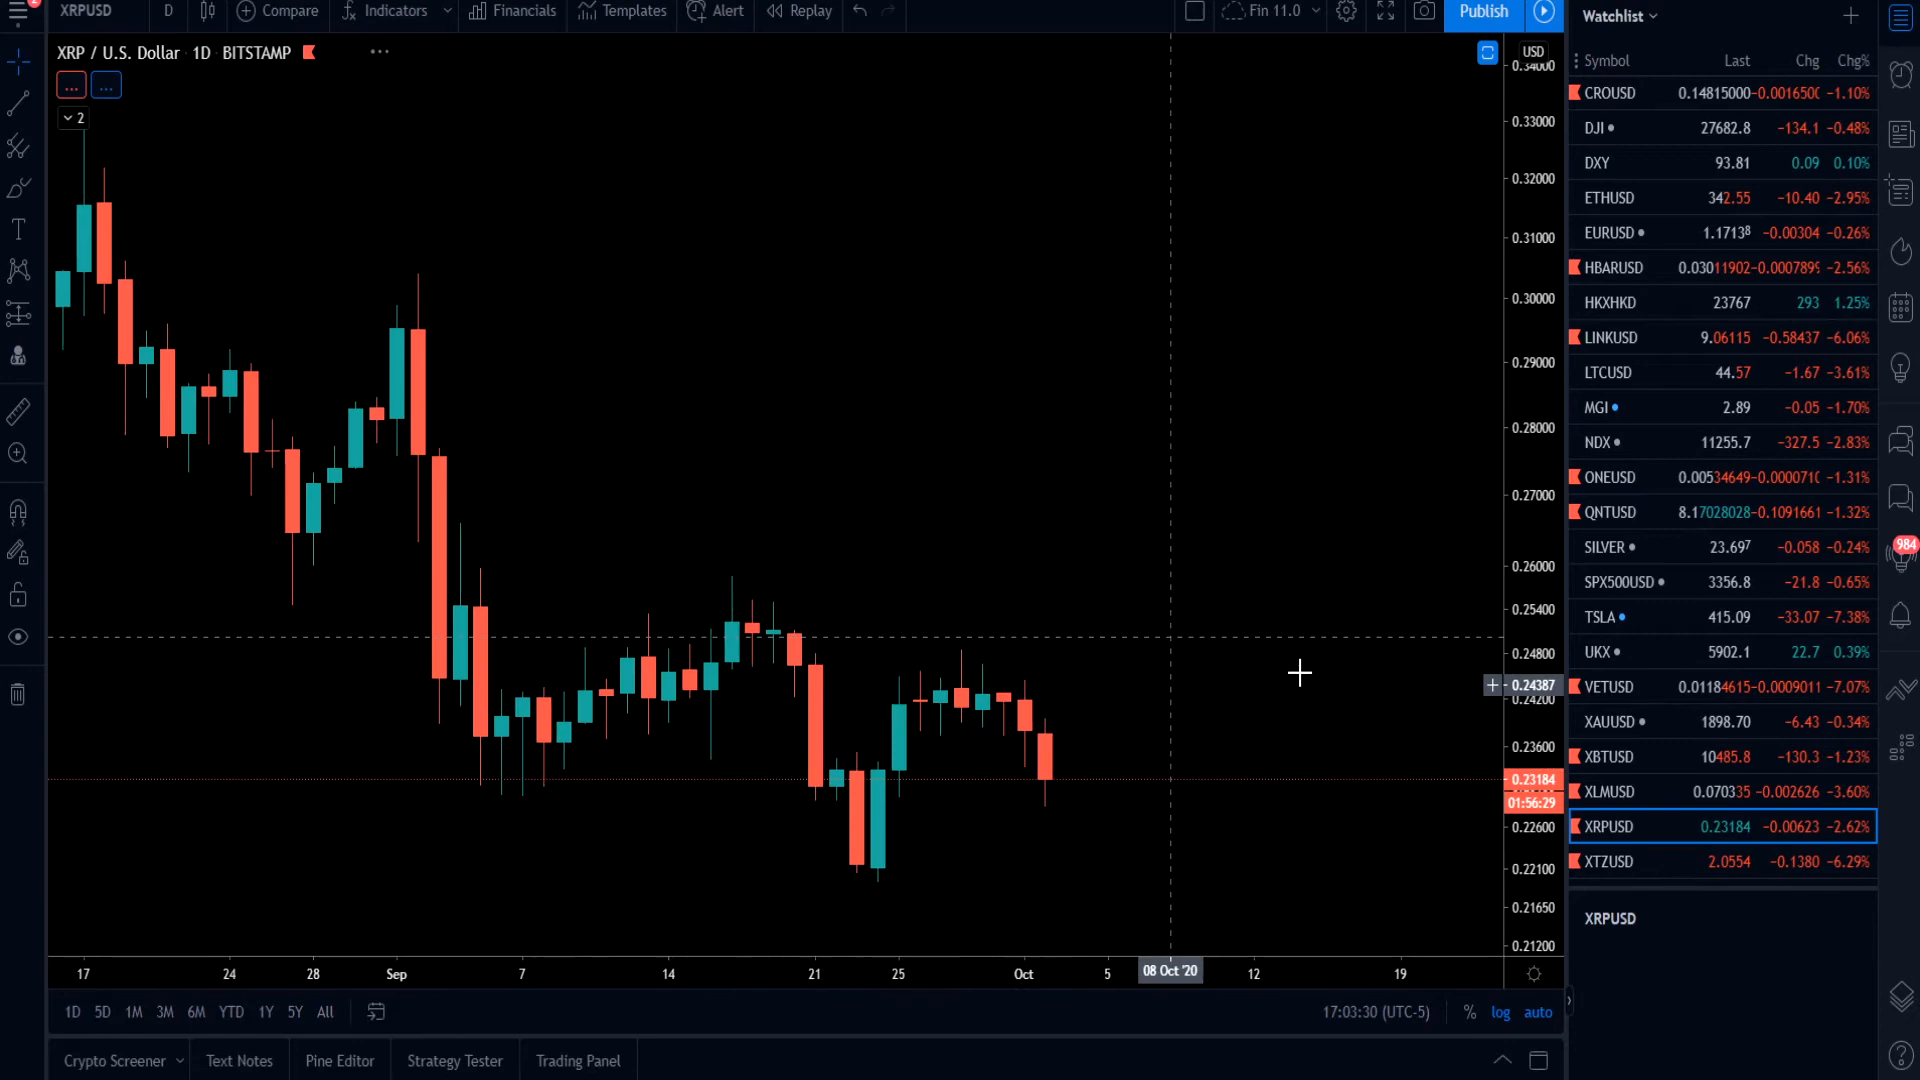 XRPUSD D Compare Indicators Financials Templates Alert Replay Fin 11.0 Publish
2
XRP / U.S. Dollar 1D BITSTAMP
... ...
2
USD
0.34000
0.33000
0.32000
0.31000
0.30000
0.29000
0.28000
0.27000
0.26000
0.25400
0.24800
0.24387
0.24200
0.23600
0.23184
01:56:29
0.22600
0.22100
0.21650
0.21200
17 24 28 Sep 7 14 21 25 Oct 5 08 Oct '20 12 19
1D 5D 1M 3M 6M YTD 1Y 5Y All 17:03:30 (UTC-5) % log auto
Crypto Screener Text Notes Pine Editor Strategy Tester Trading Panel
Watchlist
Symbol Last Chg Chg%
CROUSD 0.14815000 -0.001650( -1.10%
DJI 27682.8 -134.1 -0.48%
DXY 93.81 0.09 0.10%
ETHUSD 342.55 -10.40 -2.95%
EURUSD 1.1713⁸ -0.00304 -0.26%
HBARUSD 0.03011902 -0.0007899 -2.56%
HKXHKD 23767 293 1.25%
LINKUSD 9.06115 -0.58437 -6.06%
LTCUSD 44.57 -1.67 -3.61%
MGI 2.89 -0.05 -1.70%
NDX 11255.7 -327.5 -2.83%
ONEUSD 0.00534649 -0.000071( -1.31%
QNTUSD 8.17028028 -0.1091661 -1.32%
SILVER 23.69⁷ -0.058 -0.24%
SPX500USD 3356.8 -21.8 -0.65%
TSLA 415.09 -33.07 -7.38%
UKX 5902.1 22.7 0.39%
VETUSD 0.01184615 -0.0009011 -7.07%
XAUUSD 1898.70 -6.43 -0.34%
XBTUSD 10485.8 -130.3 -1.23%
XLMUSD 0.070335 -0.002626 -3.60%
XRPUSD 0.23184 -0.00623 -2.62%
XTZUSD 2.0554 -0.1380 -6.29%
XRPUSD
984